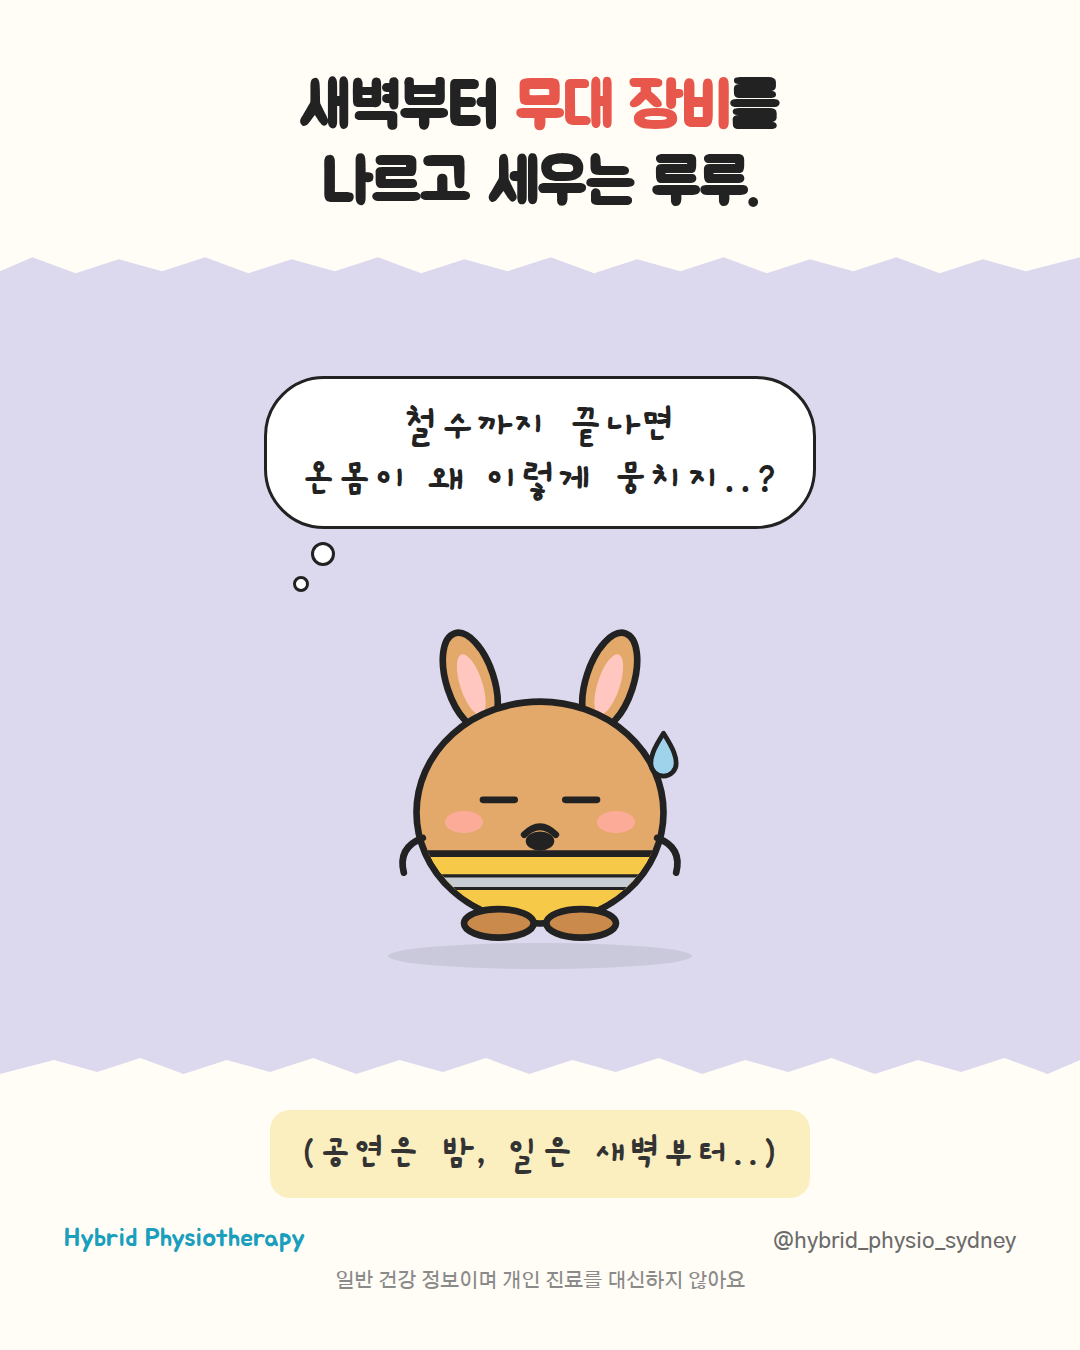 새벽부터 무대 장비를
나르고 세우는 루루.
철수까지 끝나면
온몸이 왜 이렇게 뭉치지..?
(공연은 밤, 일은 새벽부터..)
Hybrid Physiotherapy
@hybrid_physio_sydney
일반 건강 정보이며 개인 진료를 대신하지 않아요